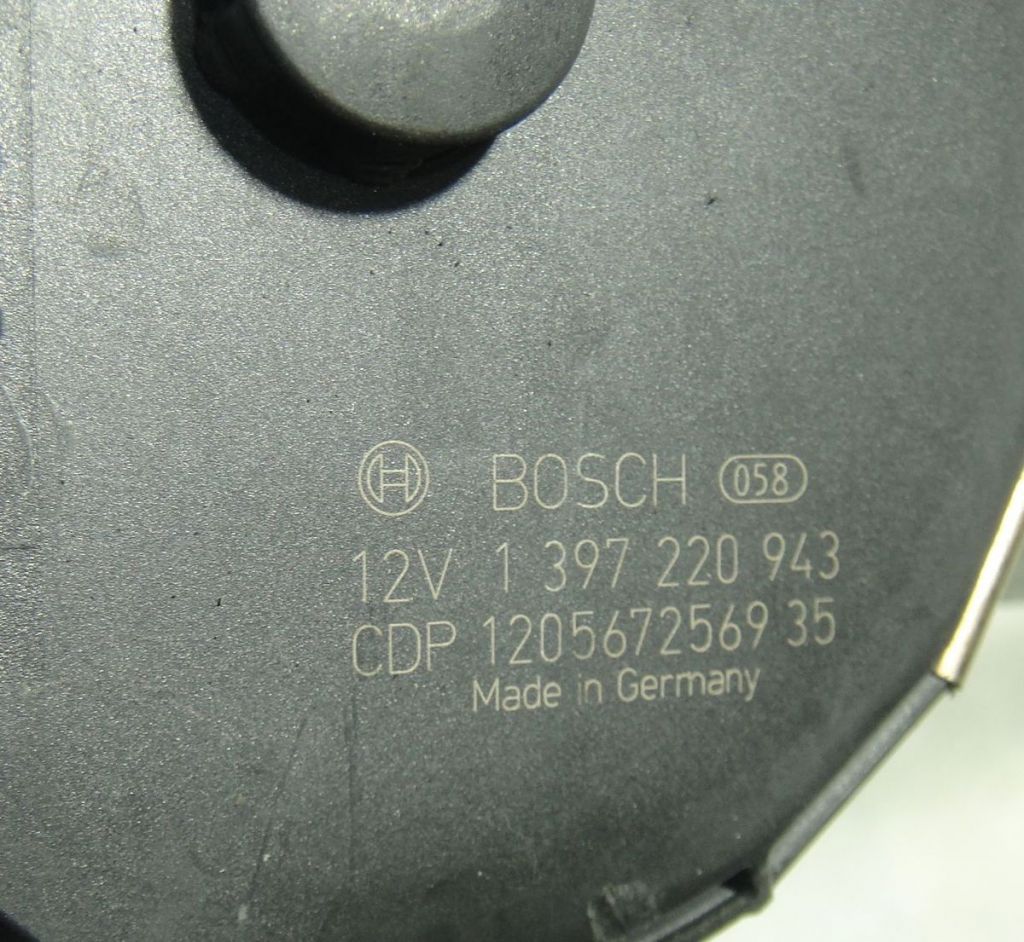 BOSCH 058
12V 1 397 220 943
CDP 1205672569 35
Made in Germany